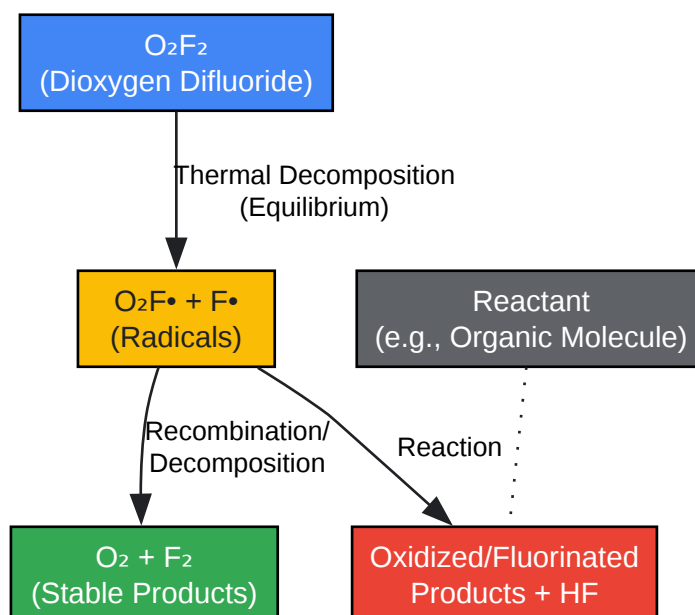 O₂F₂
(Dioxygen Difluoride)
Thermal Decomposition
(Equilibrium)
O₂F• + F•
(Radicals)
Reactant
(e.g., Organic Molecule)
Recombination/
Decomposition
Reaction
O₂ + F₂
(Stable Products)
Oxidized/Fluorinated
Products + HF